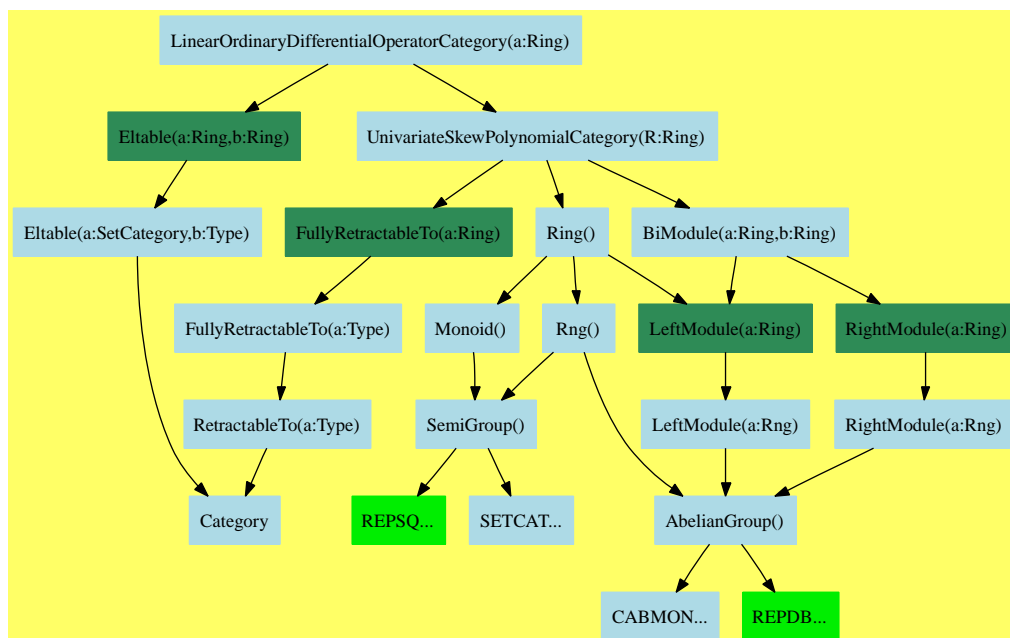 LinearOrdinaryDifferentialOperatorCategory(a:Ring)
Eltable(a:Ring,b:Ring)
UnivariateSkewPolynomialCategory(R:Ring)
Eltable(a:SetCategory,b:Type)
FullyRetractableTo(a:Ring)
Ring()
BiModule(a:Ring,b:Ring)
FullyRetractableTo(a:Type)
Monoid()
Rng()
LeftModule(a:Ring)
RightModule(a:Ring)
RetractableTo(a:Type)
SemiGroup()
LeftModule(a:Rng)
RightModule(a:Rng)
Category
REPSQ...
SETCAT...
AbelianGroup()
CABMON...
REPDB...